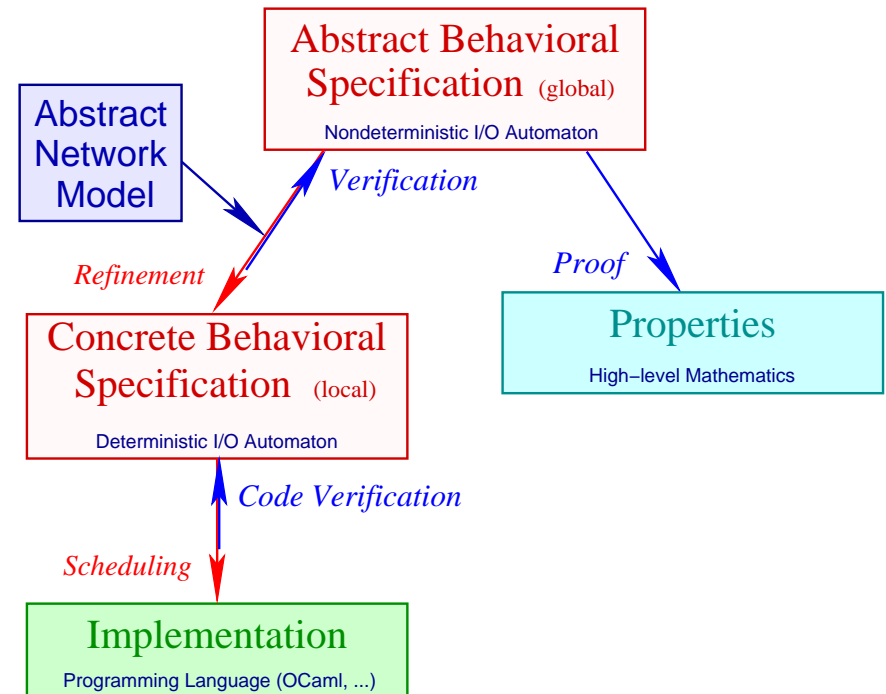 Abstract Behavioral
Specification (global)
Nondeterministic I/O Automaton
Abstract
Network
Model
Verification
Refinement
Proof
Concrete Behavioral
Specification (local)
Deterministic I/O Automaton
Properties
High−level Mathematics
Code Verification
Scheduling
Implementation
Programming Language (OCaml, ...)